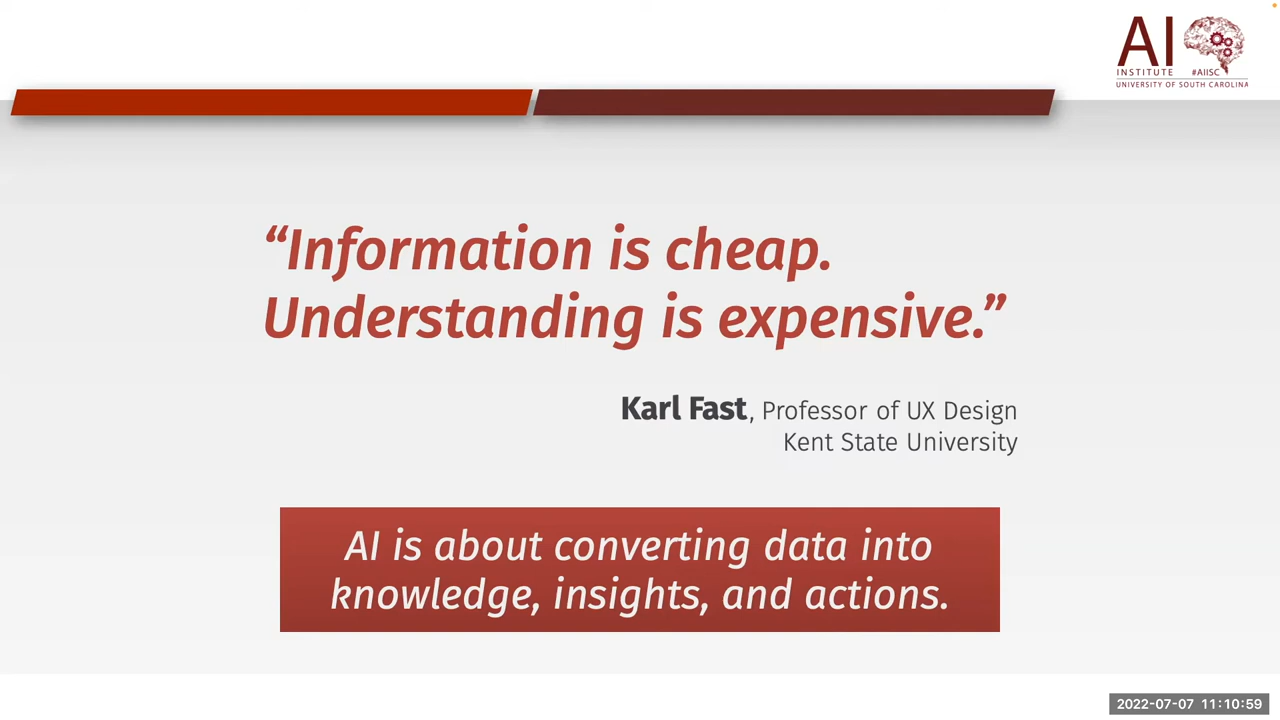 AI
INSTITUTE #AIISC
UNIVERSITY OF SOUTH CAROLINA
“Information is cheap.
Understanding is expensive.”
Karl Fast, Professor of UX Design
Kent State University
AI is about converting data into
knowledge, insights, and actions.
2022-07-07 11:10:59